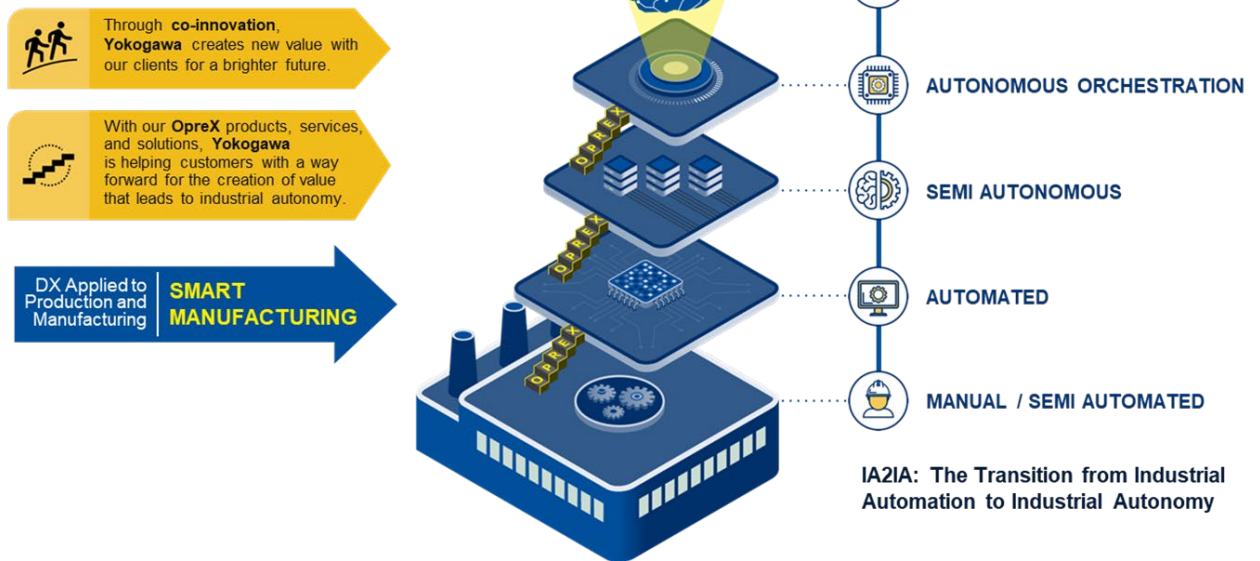 Through co-innovation,
Yokogawa creates new value with
our clients for a brighter future.
With our OpreX products, services,
and solutions, Yokogawa
is helping customers with a way
forward for the creation of value
that leads to industrial autonomy.
DX Applied to
Production and
Manufacturing
SMART
MANUFACTURING
OPREX
OPREX
OPREX
AUTONOMOUS ORCHESTRATION
SEMI AUTONOMOUS
AUTOMATED
MANUAL / SEMI AUTOMATED
IA2IA: The Transition from Industrial
Automation to Industrial Autonomy